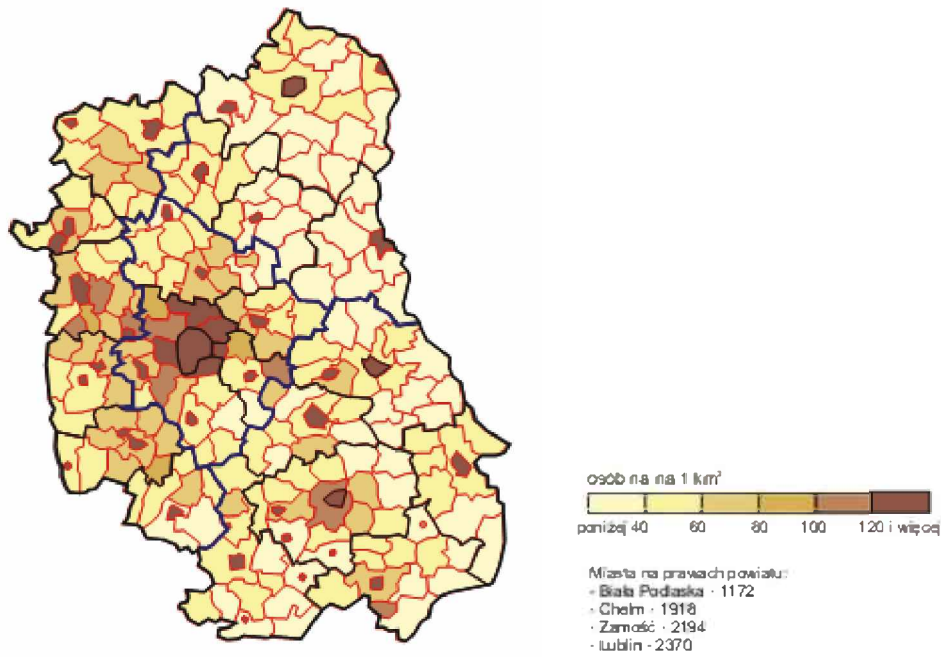 osób na na 1 km²
poniżej 40 60 80 100 120 i więcej
Miasta na prawach powiatu:
- Biała Podlaska - 1172
- Chełm - 1918
- Zamość - 2194
- Lublin - 2370